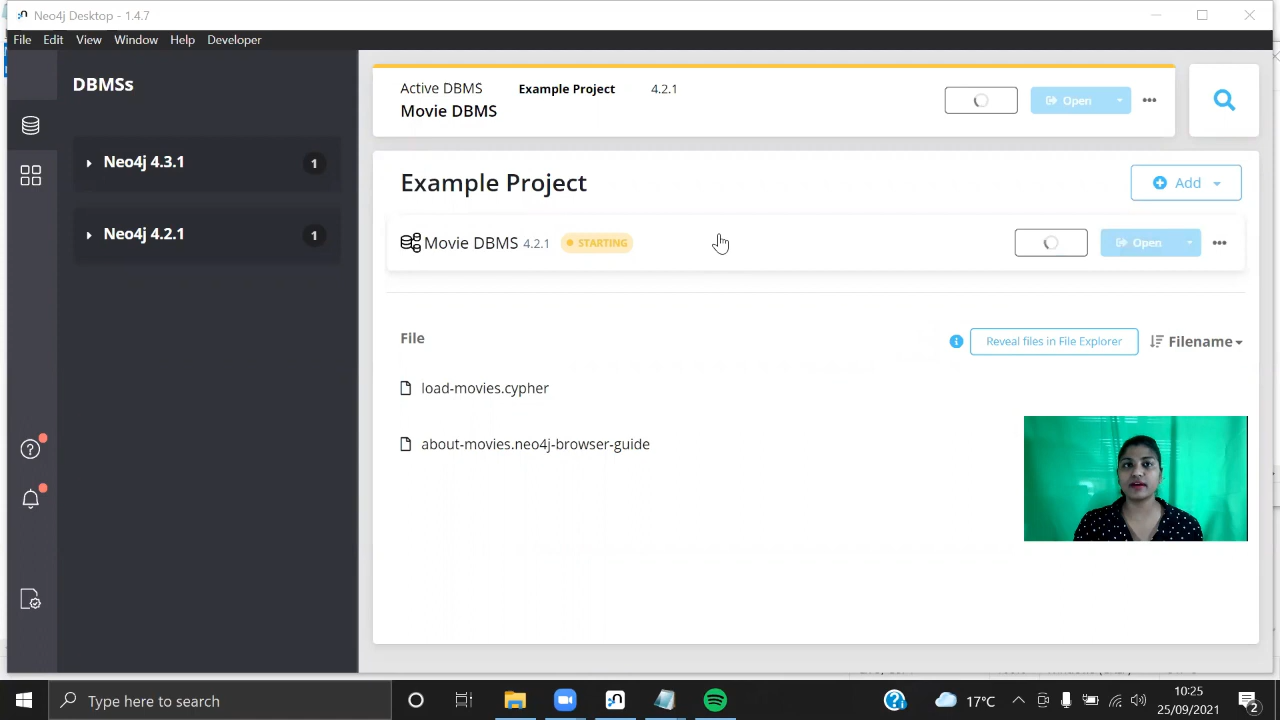 Neo4j Desktop - 1.4.7
File Edit View Window Help Developer
DBMSs
Neo4j 4.3.1
1
Neo4j 4.2.1
1
Active DBMS Example Project 4.2.1
Movie DBMS
Open
Example Project
Add
Movie DBMS 4.2.1 STARTING
Open
File
Reveal files in File Explorer
Filename
load-movies.cypher
about-movies.neo4j-browser-guide
Type here to search
17°C
10:25
25/09/2021
2